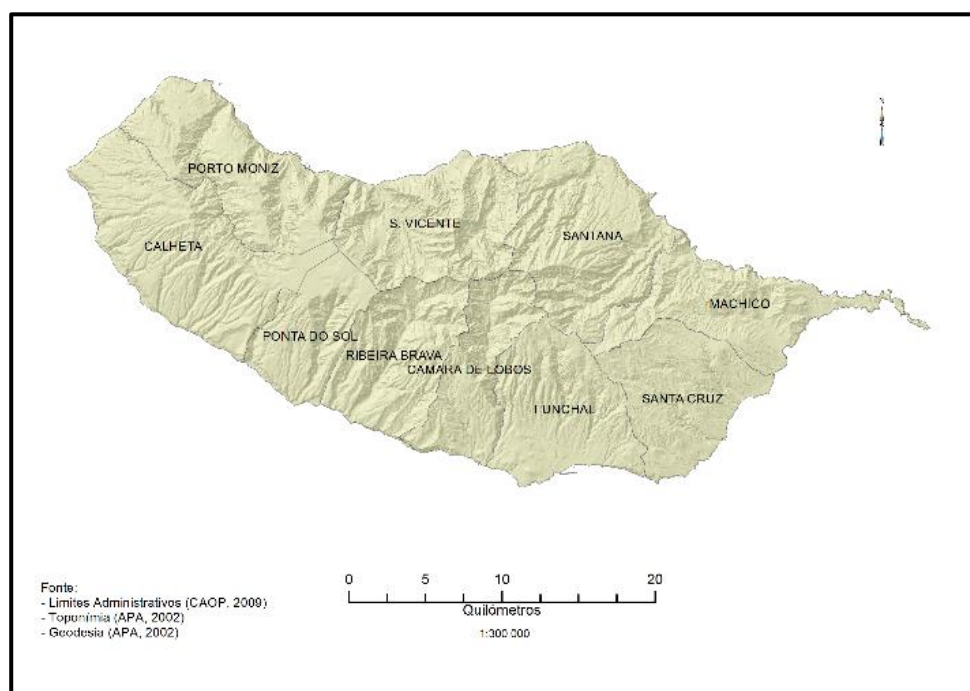 PORTO MONIZ
S. VICENTE
SANTANA
CALHETA
MACHICO
PONTA DO SOL
RIBEIRA BRAVA
CAMARA DE LOBOS
SANTA CRUZ
FUNCHAL
0 5 10 20
Quilómetros
1:300 000
Fonte:
- Limites Administrativos (CAOP, 2009)
- Toponímia (APA, 2002)
- Geodesia (APA, 2002)